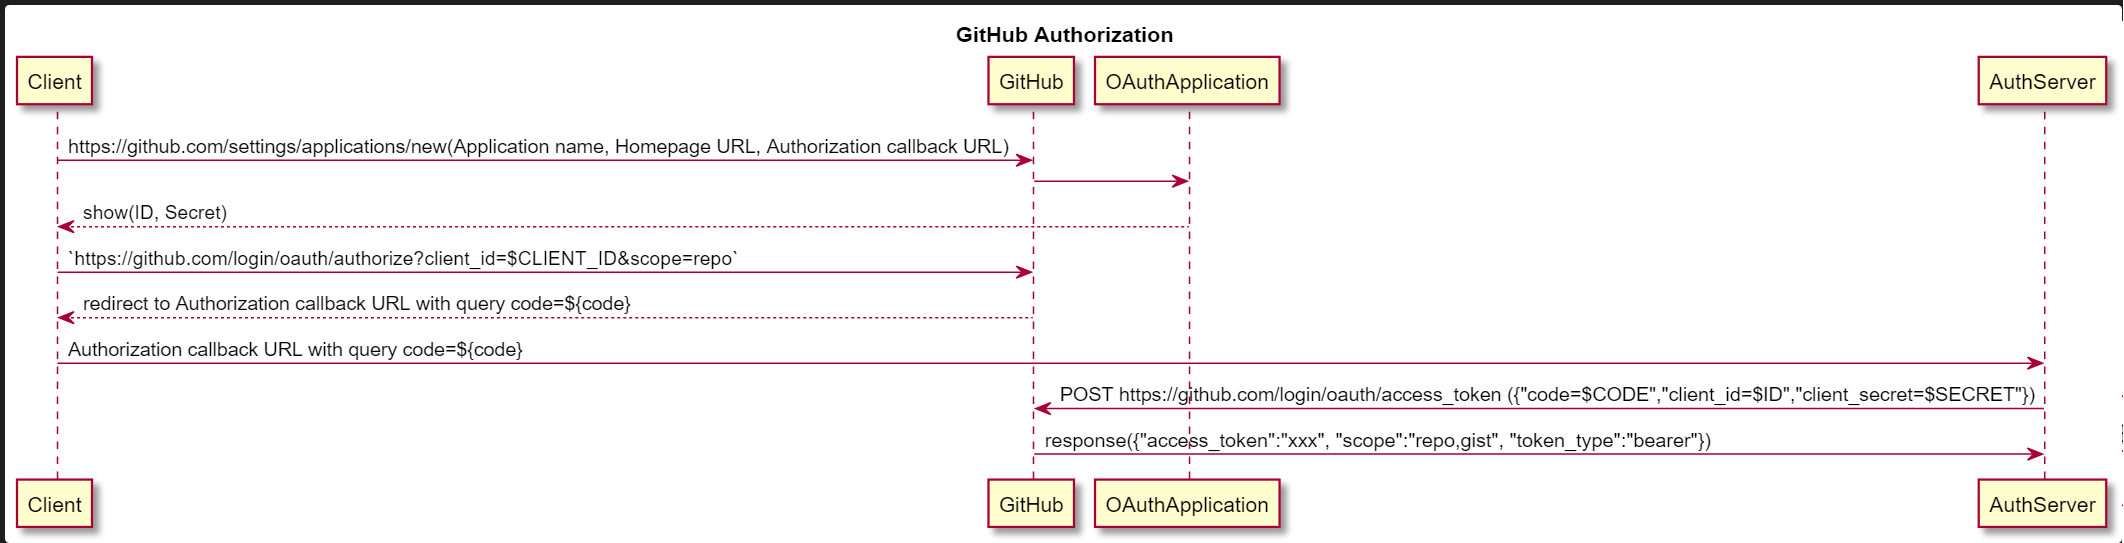 GitHub Authorization
Client GitHub OAuthApplication AuthServer
https://github.com/settings/applications/new(Application name, Homepage URL, Authorization callback URL)
show(ID, Secret)
`https://github.com/login/oauth/authorize?client_id=$CLIENT_ID&scope=repo`
redirect to Authorization callback URL with query code=${code}
Authorization callback URL with query code=${code}
POST https://github.com/login/oauth/access_token ({"code=$CODE","client_id=$ID","client_secret=$SECRET"})
response({"access_token":"xxx", "scope":"repo,gist", "token_type":"bearer"})
Client GitHub OAuthApplication AuthServer